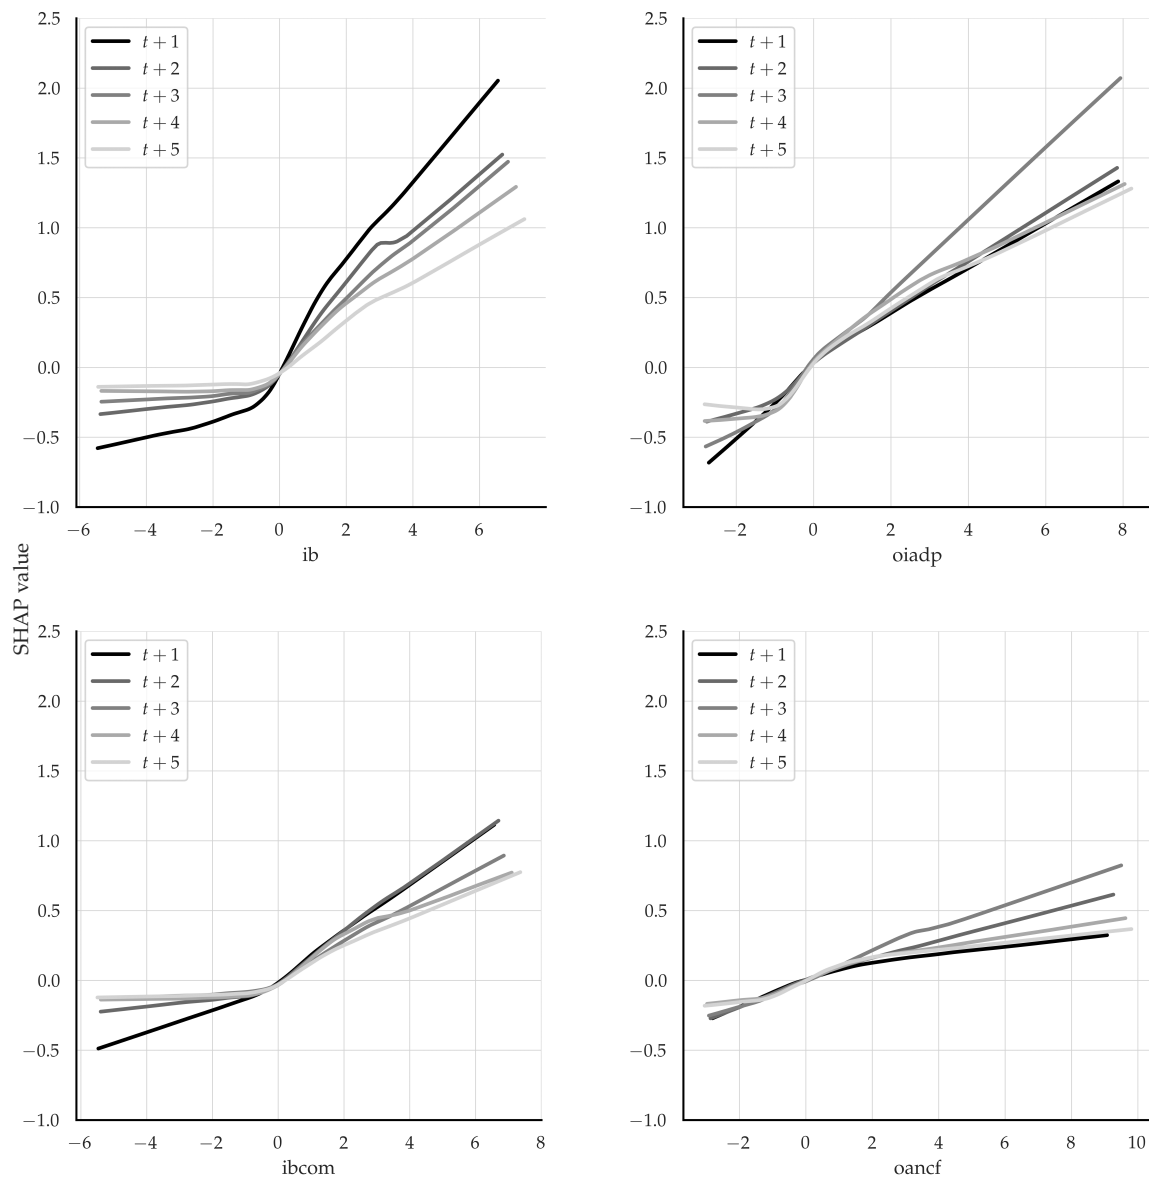 2.5
2.0
1.5
1.0
0.5
0.0
−0.5
−1.0
t + 1
t + 2
t + 3
t + 4
t + 5
−6 −4 −2 0 2 4 6
ib
2.5
2.0
1.5
1.0
0.5
0.0
−0.5
−1.0
t + 1
t + 2
t + 3
t + 4
t + 5
−2 0 2 4 6 8
oiadp
SHAP value
2.5
2.0
1.5
1.0
0.5
0.0
−0.5
−1.0
t + 1
t + 2
t + 3
t + 4
t + 5
−6 −4 −2 0 2 4 6 8
ibcom
2.5
2.0
1.5
1.0
0.5
0.0
−0.5
−1.0
t + 1
t + 2
t + 3
t + 4
t + 5
−2 0 2 4 6 8 10
oancf